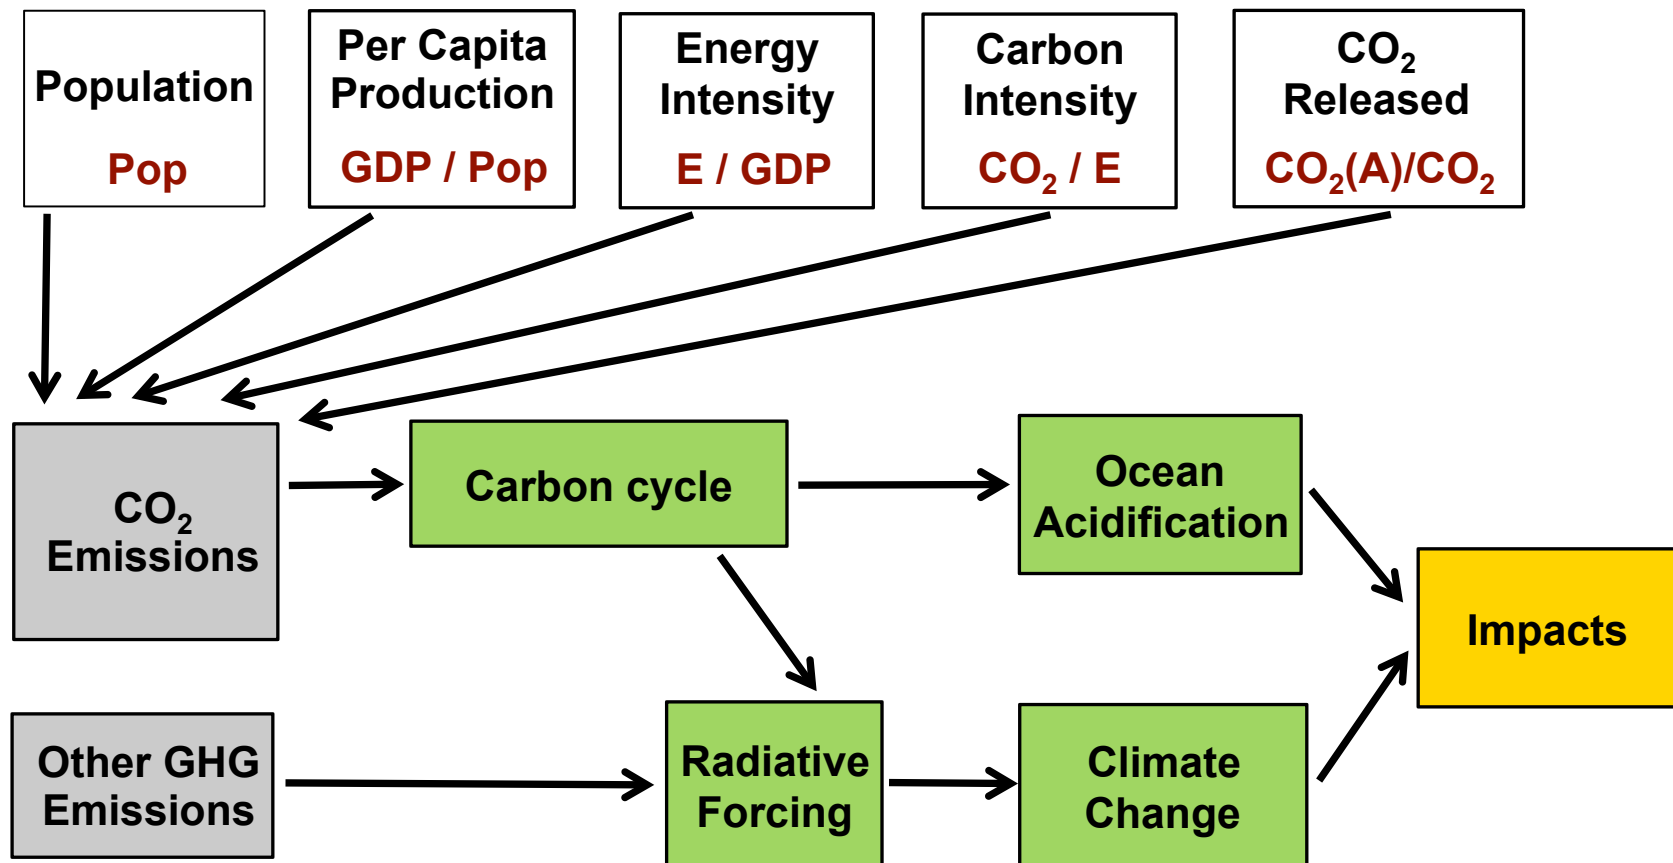 Population
Pop
Per Capita
Production
GDP / Pop
Energy
Intensity
E / GDP
Carbon
Intensity
CO₂ / E
CO₂
Released
CO₂(A)/CO₂
CO₂
Emissions
Carbon cycle
Ocean
Acidification
Impacts
Other GHG
Emissions
Radiative
Forcing
Climate
Change